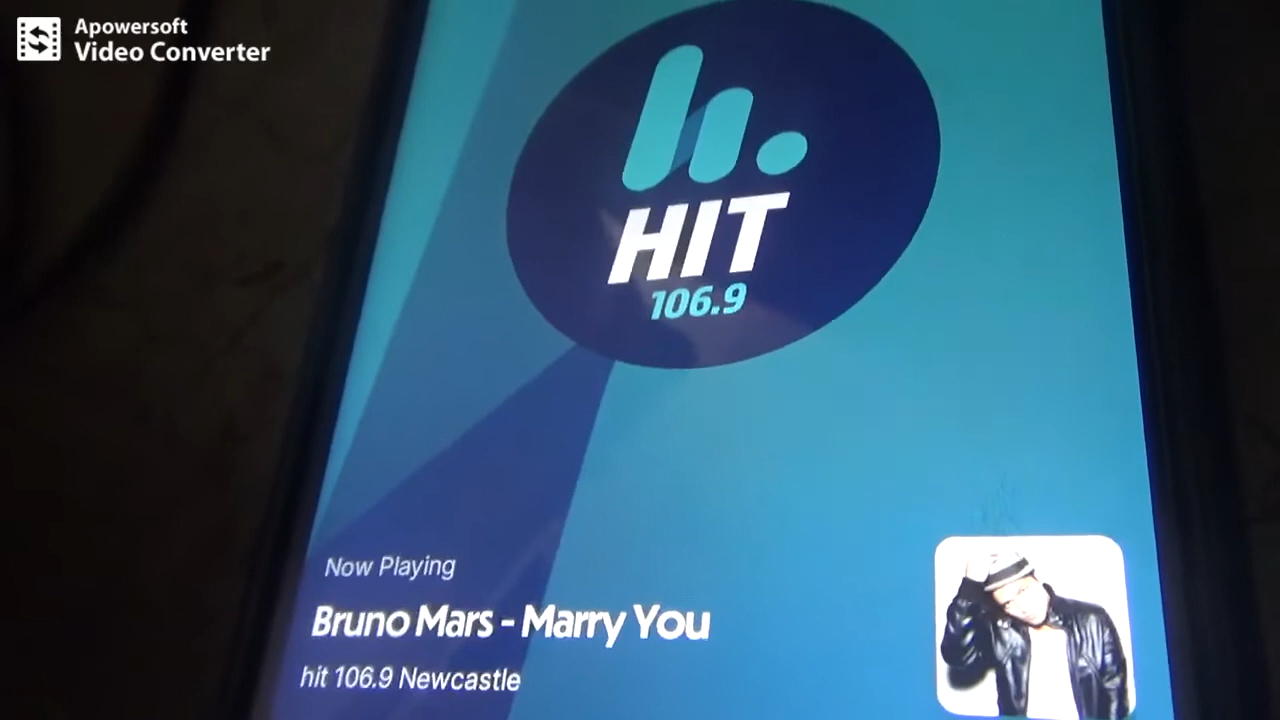 Apowersoft
Video Converter
HIT
106.9
Now Playing
Bruno Mars - Marry You
hit 106.9 Newcastle